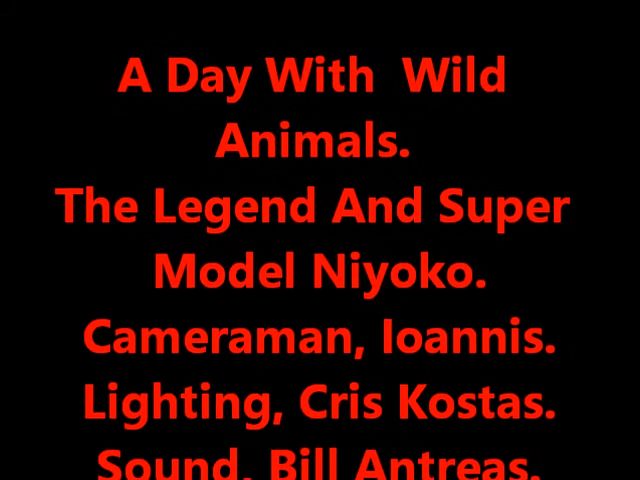 A Day With  Wild
Animals.
The Legend And Super
Model Niyoko.
Cameraman, Ioannis.
Lighting, Cris Kostas.
Sound, Bill Antreas.